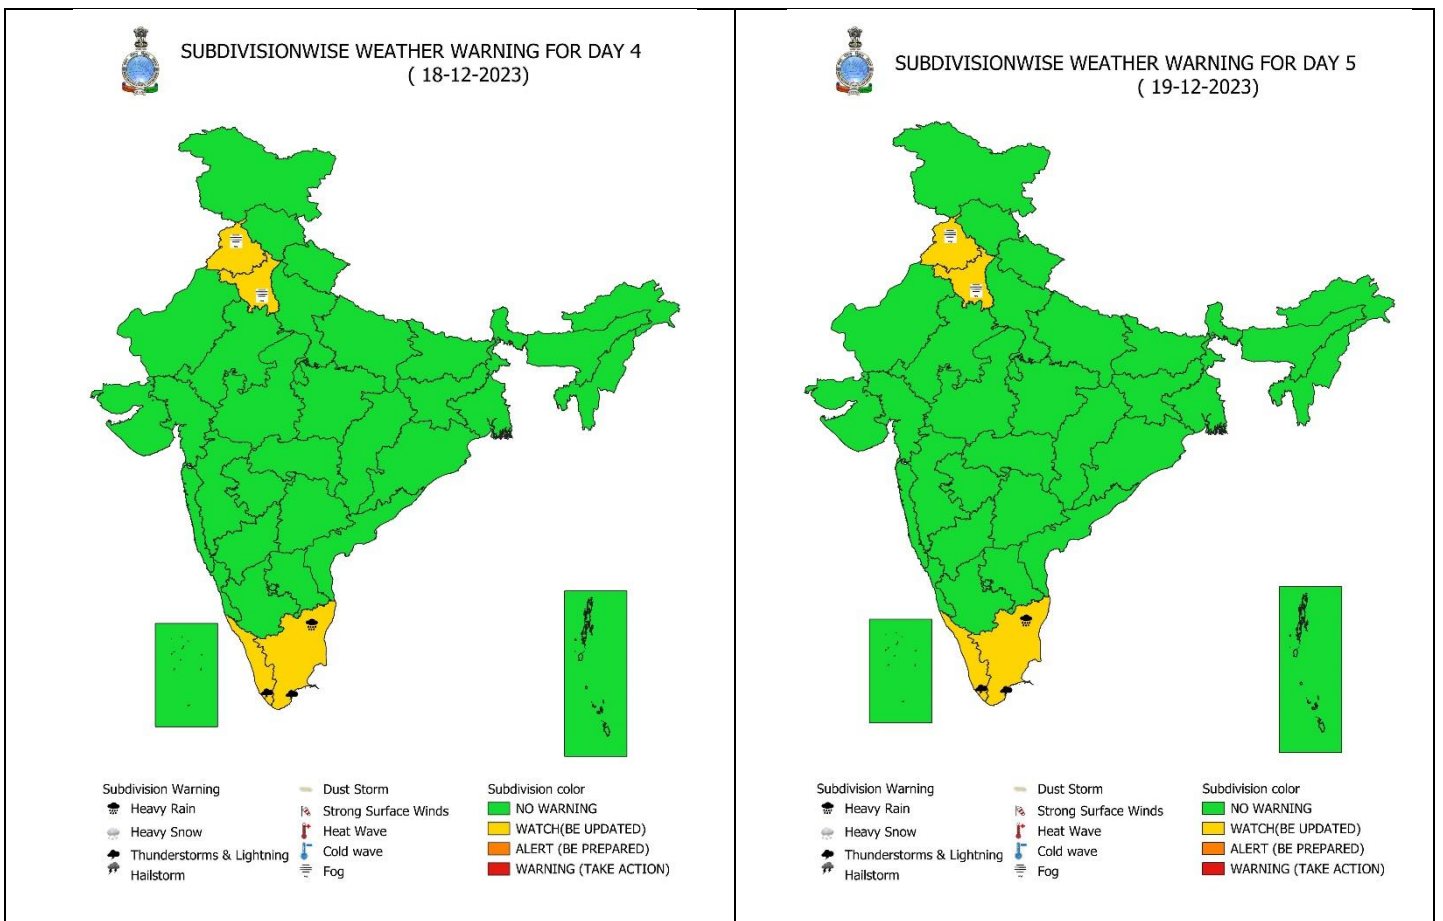 SUBDIVISIONWISE WEATHER WARNING FOR DAY 4
( 18-12-2023)
Subdivision Warning
Heavy Rain
Heavy Snow
Thunderstorms & Lightning
Hailstorm
Dust Storm
Strong Surface Winds
Heat Wave
Cold wave
Fog
Subdivision color
NO WARNING
WATCH(BE UPDATED)
ALERT (BE PREPARED)
WARNING (TAKE ACTION)
SUBDIVISIONWISE WEATHER WARNING FOR DAY 5
( 19-12-2023)
Subdivision Warning
Heavy Rain
Heavy Snow
Thunderstorms & Lightning
Hailstorm
Dust Storm
Strong Surface Winds
Heat Wave
Cold wave
Fog
Subdivision color
NO WARNING
WATCH(BE UPDATED)
ALERT (BE PREPARED)
WARNING (TAKE ACTION)